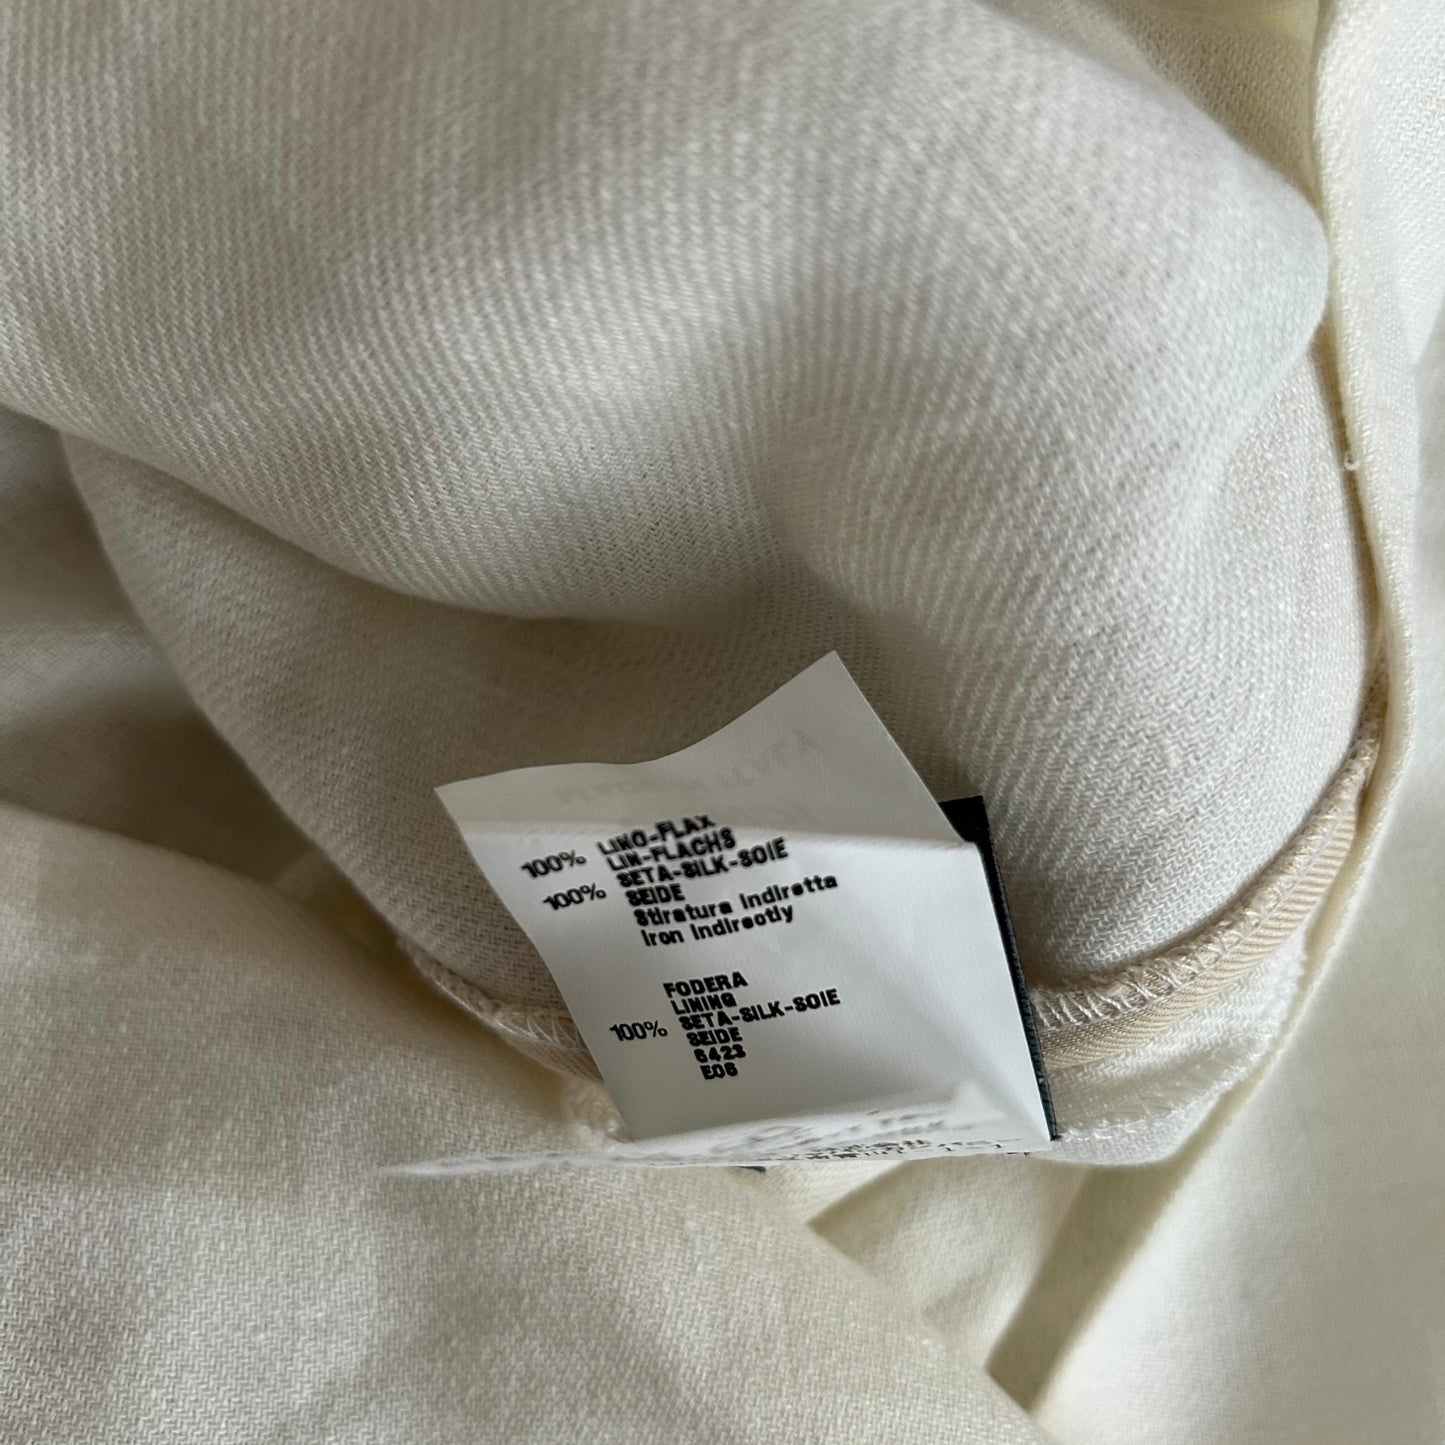 100% LINO-FLAX
LIN-FLACHS
100% SETA-SILK-SOIE
SEIDE
Stiratura indiretta
Iron indirectly
FODERA
LINING
100% SETA-SILK-SOIE
SEIDE
6423
E06